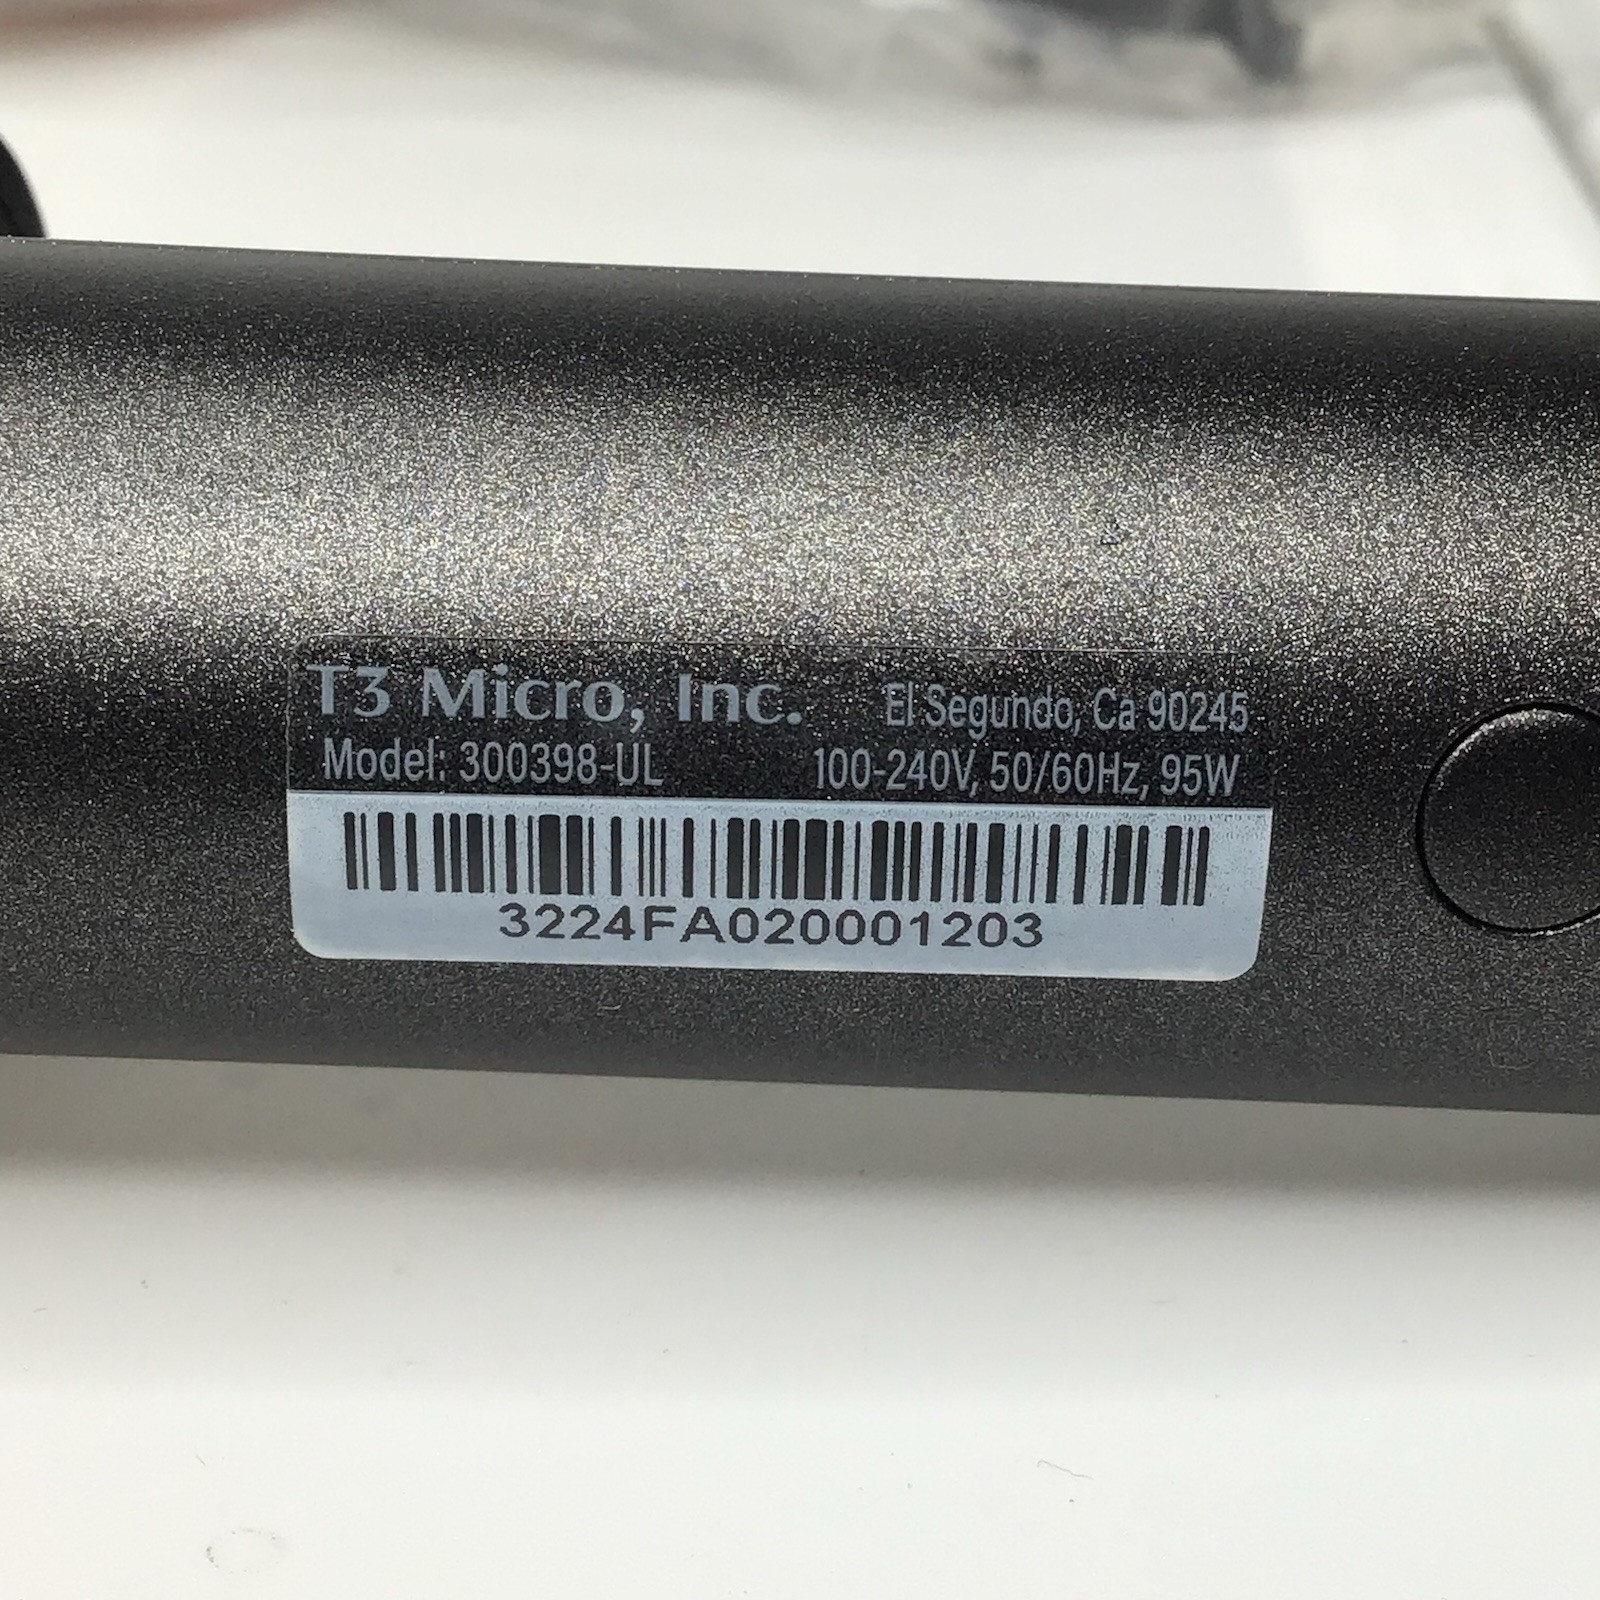 T3 Micro, Inc. El Segundo, Ca 90245
Model: 300398-UL 100-240V, 50/60Hz, 95W
3224FA020001203